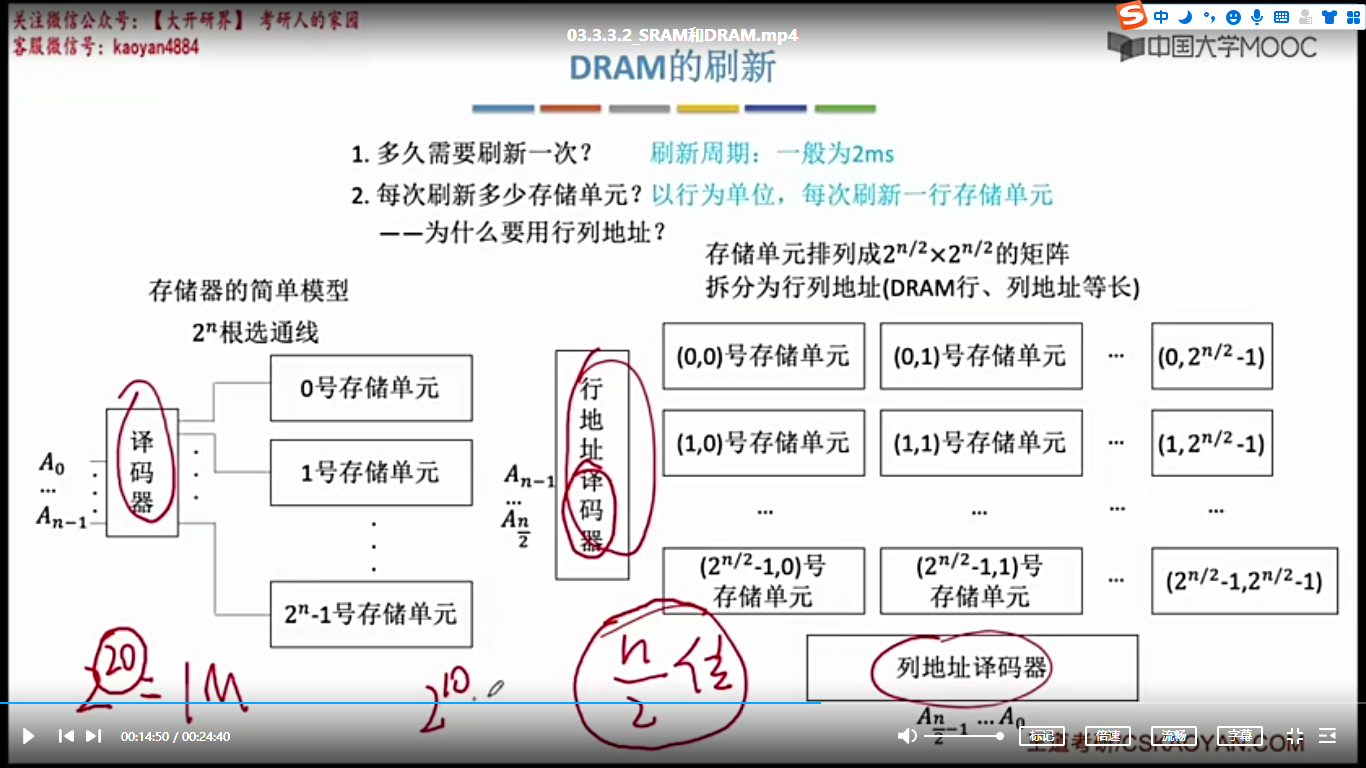 关注微信公众号：【大开研界】 考研人的家园
客服微信号：kaoyan4884
中
03.3.3.2_SRAM和DRAM.mp4
中国大学MOOC
DRAM的刷新
1. 多久需要刷新一次？ 刷新周期：一般为2ms
2. 每次刷新多少存储单元？以行为单位，每次刷新一行存储单元
——为什么要用行列地址？
存储单元排列成2^{n/2}×2^{n/2}的矩阵
拆分为行列地址(DRAM行、列地址等长)
存储器的简单模型
2^n根选通线
译码器
A_0
...
A_{n-1}
0号存储单元
1号存储单元
2^n-1号存储单元
行地址译码器
A_{n-1}
...
A_{n/2}
(0,0)号存储单元 (0,1)号存储单元 ... (0, 2^{n/2}-1)
(1,0)号存储单元 (1,1)号存储单元 ... (1, 2^{n/2}-1)
... ... ... ...
(2^{n/2}-1,0)号存储单元 (2^{n/2}-1,1)号存储单元 ... (2^{n/2}-1,2^{n/2}-1)
列地址译码器
A_{n/2-1} ... A_0
2^20=1M
2^10
n/2 位
00:14:50 / 00:24:40
标记 倍速 流畅 字幕
王道考研/CSKAOYAN.COM